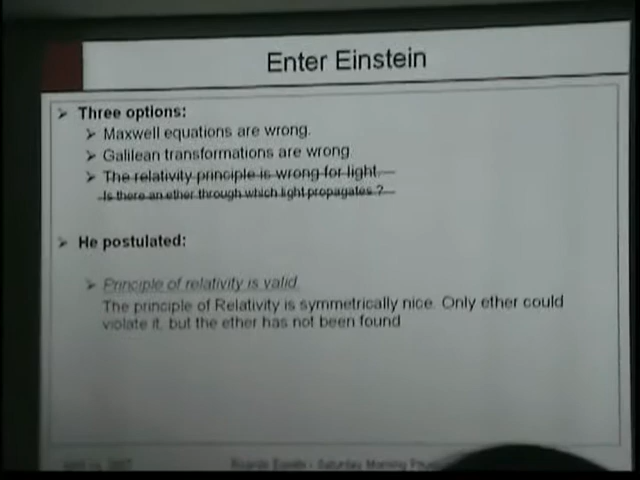 Enter Einstein
➢ Three options:
➢ Maxwell equations are wrong.
➢ Galilean transformations are wrong.
➢ The relativity principle is wrong for light.
Is there an ether through which light propagates ?
➢ He postulated:
➢ Principle of relativity is valid.
The principle of Relativity is symmetrically nice. Only ether could
violate it, but the ether has not been found
Saturday Morning